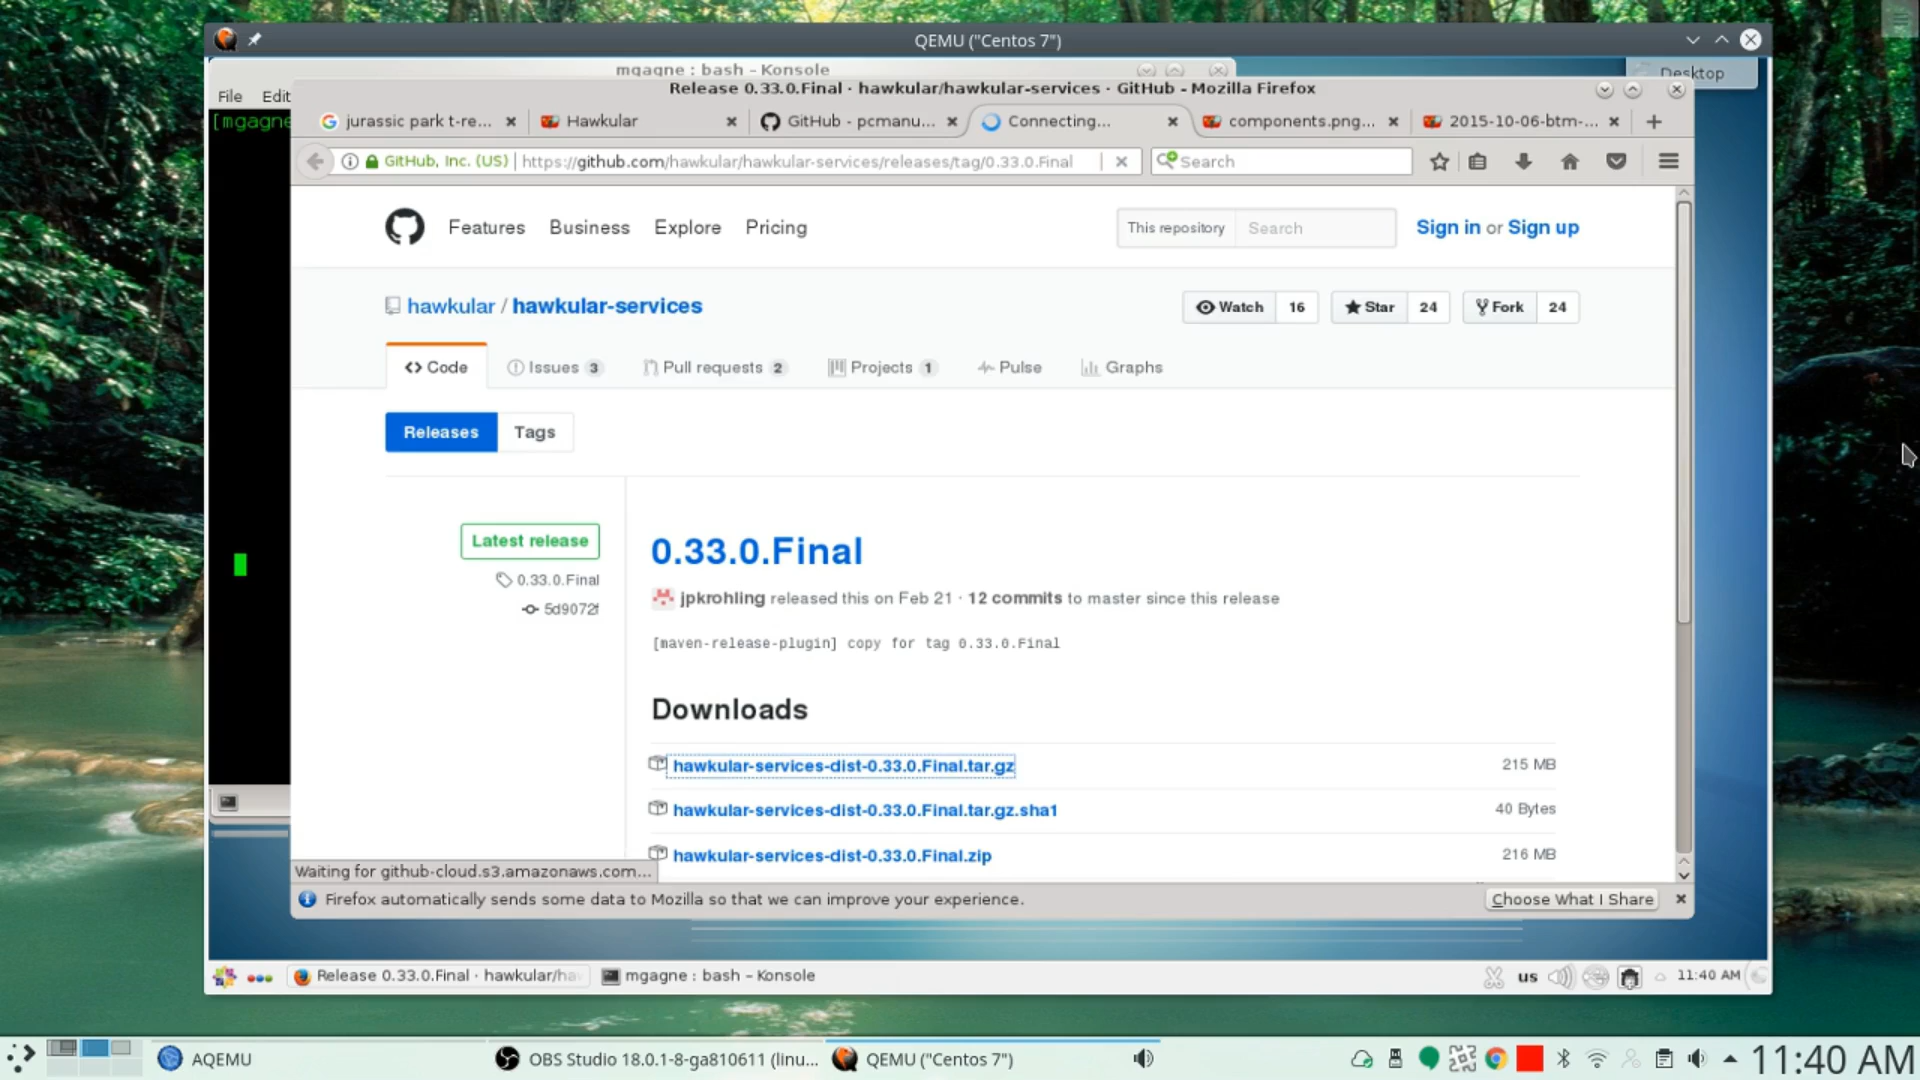 QEMU ("Centos 7")
mgagne : bash – Konsole
Desktop
File Edit
[mgagne
Release 0.33.0.Final · hawkular/hawkular-services · GitHub - Mozilla Firefox
jurassic park t-re...
Hawkular
GitHub - pcmanu...
Connecting...
components.png...
2015-10-06-btm-...
GitHub, Inc. (US)
https://github.com/hawkular/hawkular-services/releases/tag/0.33.0.Final
Search
Features Business Explore Pricing
This repository Search
Sign in or Sign up
hawkular / hawkular-services
Watch 16
Star 24
Fork 24
Code
Issues 3
Pull requests 2
Projects 1
Pulse
Graphs
Releases Tags
Latest release
0.33.0.Final
5d9072f
0.33.0.Final
jpkrohling released this on Feb 21 · 12 commits to master since this release
[maven-release-plugin] copy for tag 0.33.0.Final
Downloads
hawkular-services-dist-0.33.0.Final.tar.gz 215 MB
hawkular-services-dist-0.33.0.Final.tar.gz.sha1 40 Bytes
hawkular-services-dist-0.33.0.Final.zip 216 MB
Waiting for github-cloud.s3.amazonaws.com...
Firefox automatically sends some data to Mozilla so that we can improve your experience.
Choose What I Share
Release 0.33.0.Final · hawkular/haw
mgagne : bash – Konsole
us
11:40 AM
AQEMU
OBS Studio 18.0.1-8-ga810611 (linu...
QEMU ("Centos 7")
11:40 AM